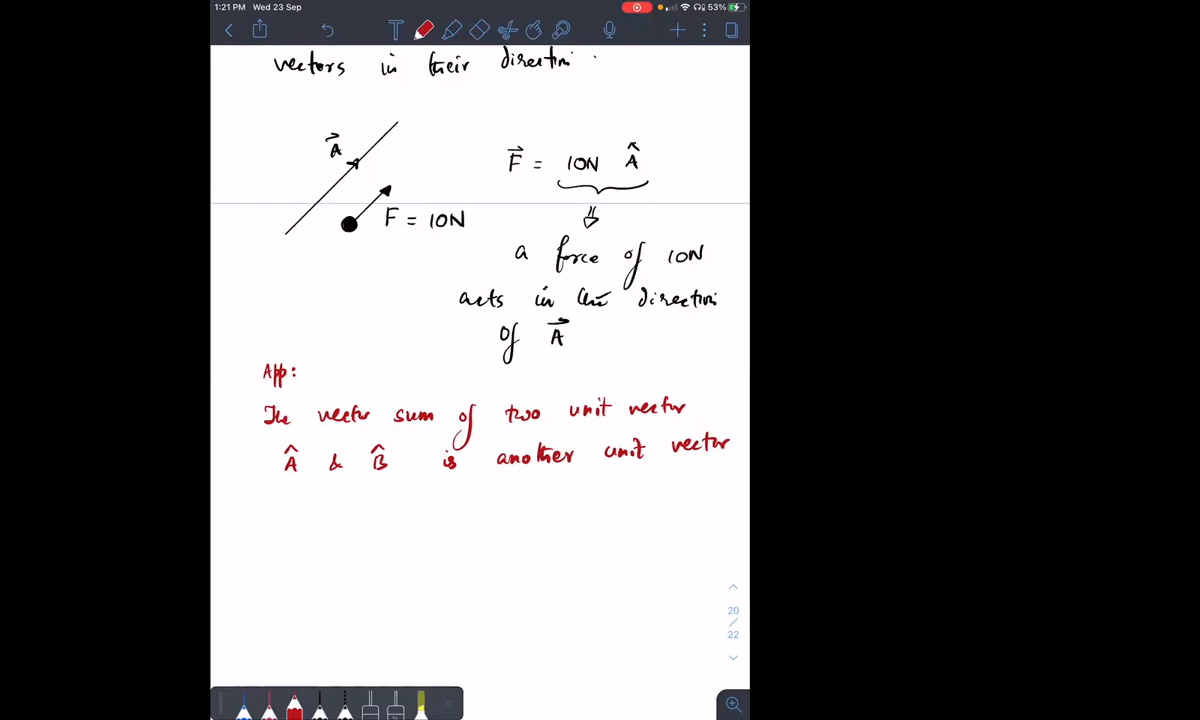 1:21 PM Wed 23 Sep 53%
vectors in their direction.
A⃗
F⃗ = 10N Â
F = 10N
a force of 10N
acts in the direction
of A⃗
App:
The vector sum of two unit vector
Â & B̂ is another unit vector
20
/
22